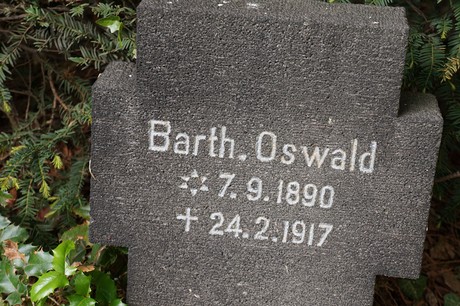 Barth. Oswald
✡ 7.9.1890
✝ 24.2.1917